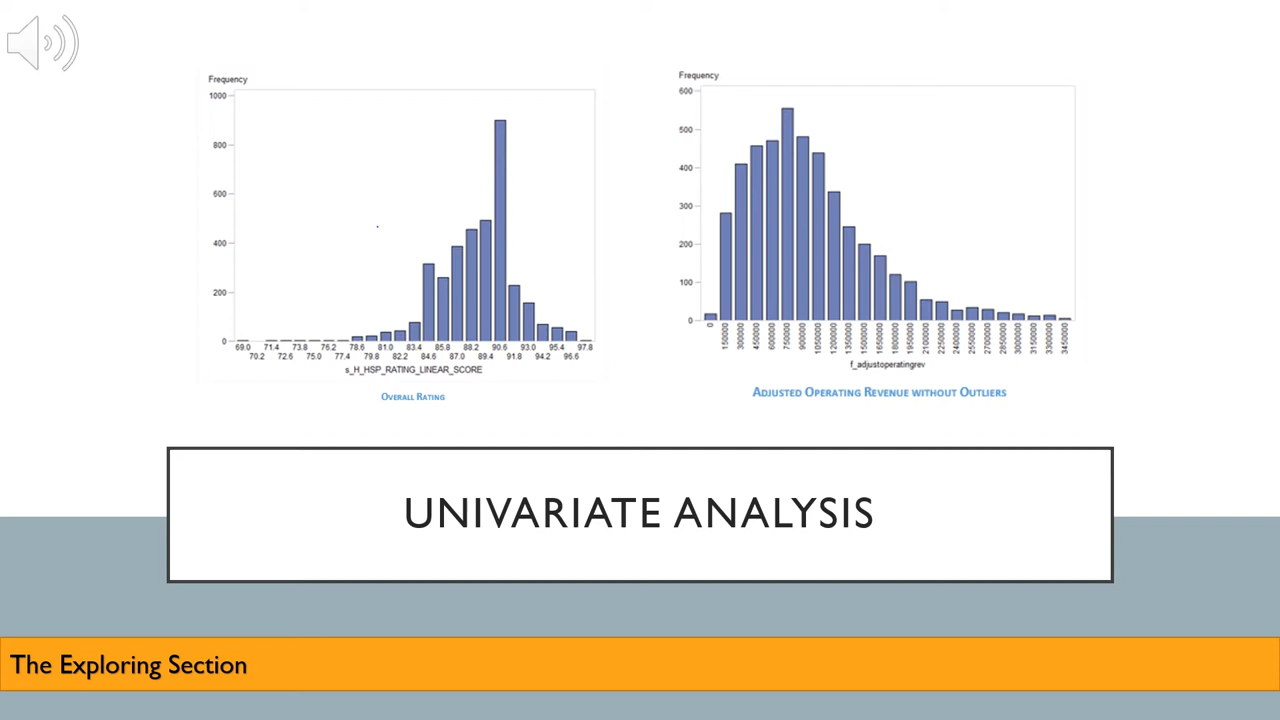 Frequency
1000
800
600
400
200
0
69.0 71.4 73.8 76.2 78.6 81.0 83.4 85.8 88.2 90.6 93.0 95.4 97.8
70.2 72.6 75.0 77.4 79.8 82.2 84.6 87.0 89.4 91.8 94.2 96.6
s_H_HSP_RATING_LINEAR_SCORE
OVERALL RATING
Frequency
600
500
400
300
200
100
0
0 150000 300000 450000 600000 750000 900000 1050000 1200000 1350000 1500000 1650000 1800000 1950000 2100000 2250000 2400000 2550000 2700000 2850000 3000000 3150000 3300000 3450000
f_adjustoperatingrev
ADJUSTED OPERATING REVENUE WITHOUT OUTLIERS
UNIVARIATE ANALYSIS
The Exploring Section